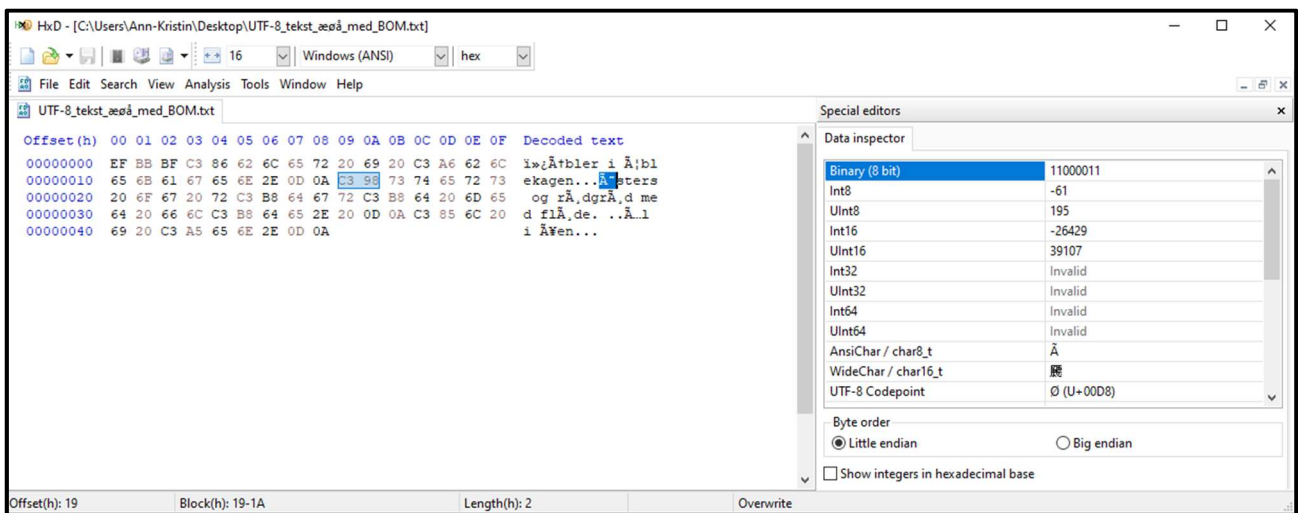 HxD - [C:\Users\Ann-Kristin\Desktop\UTF-8_tekst_æøå_med_BOM.txt]
16 Windows (ANSI) hex
File Edit Search View Analysis Tools Window Help
UTF-8_tekst_æøå_med_BOM.txt
Offset(h) 00 01 02 03 04 05 06 07 08 09 0A 0B 0C 0D 0E 0F Decoded text
00000000 EF BB BF C3 86 62 6C 65 72 20 69 20 C3 A6 62 6C ï»¿Æbler i æbl
00000010 65 6B 61 67 65 6E 2E 0D 0A C3 98 73 74 65 72 73 ekagen...Østers
00000020 20 6F 67 20 72 C3 B8 64 67 72 C3 B8 64 20 6D 65 og rÃ¸dgrÃ¸d me
00000030 64 20 66 6C C3 B8 64 65 2E 20 0D 0A C3 85 6C 20 d flÃ¸de. ..Ã…l
00000040 69 20 C3 A5 65 6E 2E 0D 0A i Ã¥en...
Special editors
Data inspector
Binary (8 bit) 11000011
Int8 -61
UInt8 195
Int16 -26429
UInt16 39107
Int32 Invalid
UInt32 Invalid
Int64 Invalid
UInt64 Invalid
AnsiChar / char8_t Ã
WideChar / char16_t
UTF-8 Codepoint Ø (U+00D8)
Byte order
Little endian Big endian
Show integers in hexadecimal base
Offset(h): 19 Block(h): 19-1A Length(h): 2 Overwrite